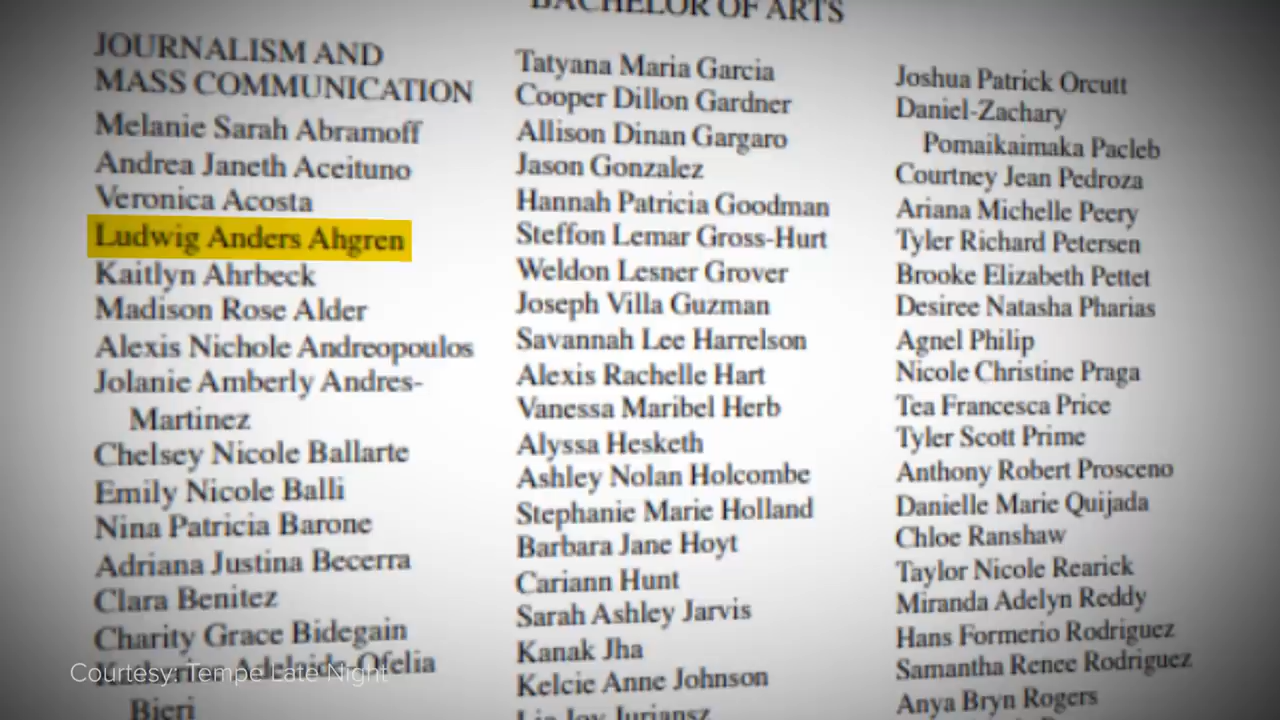 BACHELOR OF ARTS
JOURNALISM AND
MASS COMMUNICATION
Melanie Sarah Abramoff
Andrea Janeth Aceituno
Veronica Acosta
Ludwig Anders Ahgren
Kaitlyn Ahrbeck
Madison Rose Alder
Alexis Nichole Andreopoulos
Jolanie Amberly Andres-
Martinez
Chelsey Nicole Ballarte
Emily Nicole Balli
Nina Patricia Barone
Adriana Justina Becerra
Clara Benitez
Charity Grace Bidegain
Katherine Adelaide Ofelia
Bieri
Tatyana Maria Garcia
Cooper Dillon Gardner
Allison Dinan Gargaro
Jason Gonzalez
Hannah Patricia Goodman
Steffon Lemar Gross-Hurt
Weldon Lesner Grover
Joseph Villa Guzman
Savannah Lee Harrelson
Alexis Rachelle Hart
Vanessa Maribel Herb
Alyssa Hesketh
Ashley Nolan Holcombe
Stephanie Marie Holland
Barbara Jane Hoyt
Cariann Hunt
Sarah Ashley Jarvis
Kanak Jha
Kelcie Anne Johnson
Joy Juriansz
Joshua Patrick Orcutt
Daniel-Zachary
Pomaikaimaka Pacleb
Courtney Jean Pedroza
Ariana Michelle Peery
Tyler Richard Petersen
Brooke Elizabeth Pettet
Desiree Natasha Pharias
Agnel Philip
Nicole Christine Praga
Tea Francesca Price
Tyler Scott Prime
Anthony Robert Prosceno
Danielle Marie Quijada
Chloe Ranshaw
Taylor Nicole Rearick
Miranda Adelyn Reddy
Hans Formerio Rodriguez
Samantha Renee Rodriguez
Anya Bryn Rogers
Courtesy: Tempe Late Night